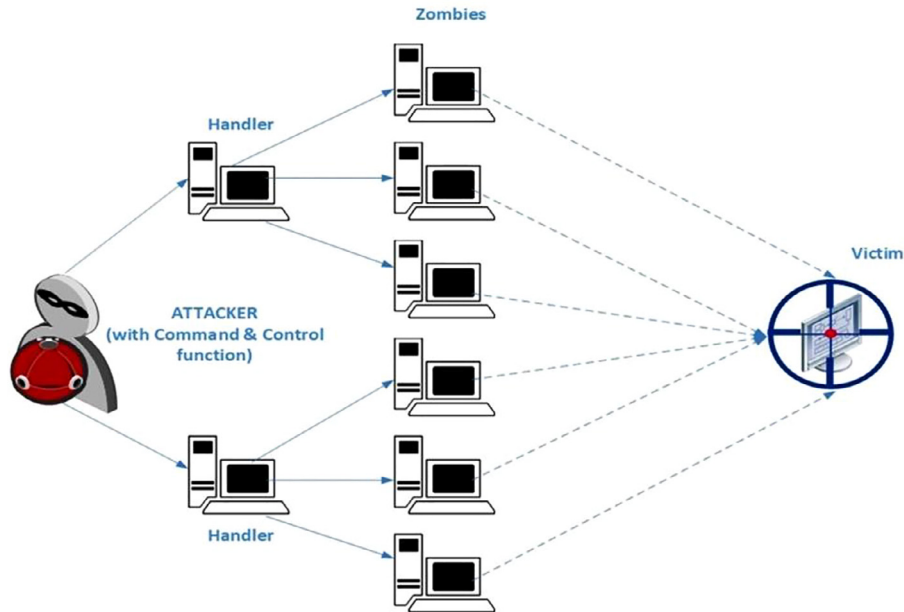 Zombies
Handler
Victim
ATTACKER
(with Command & Control
function)
Handler